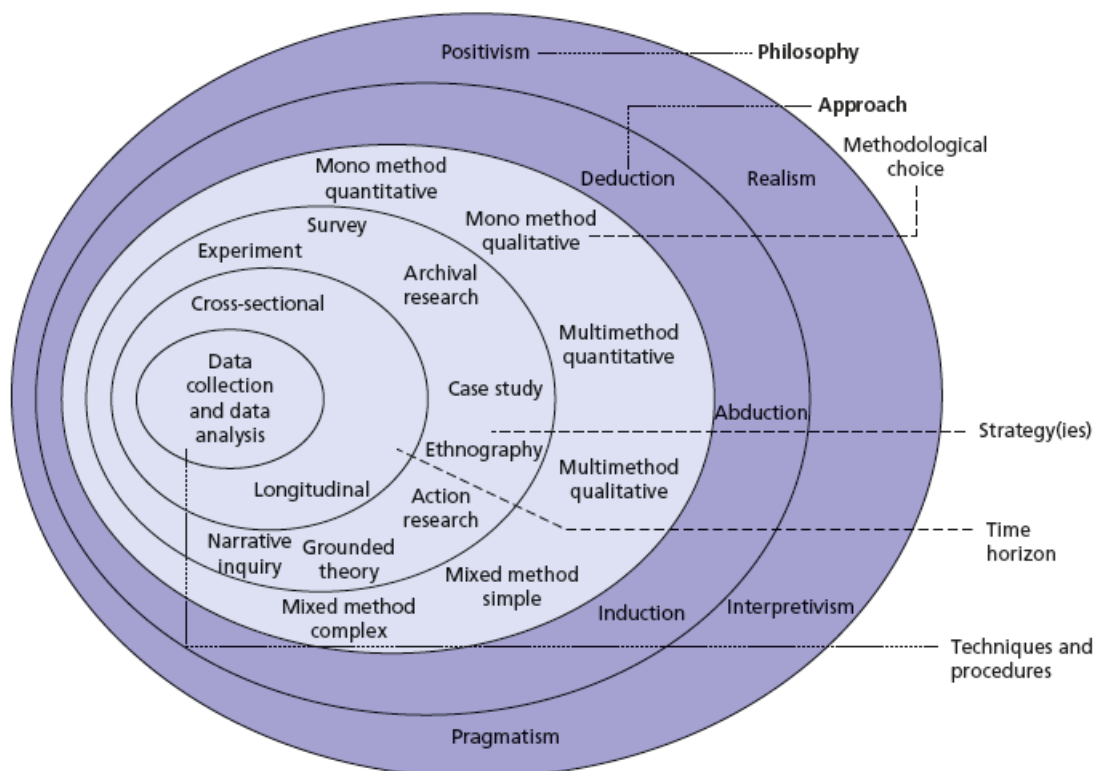 Positivism
Philosophy
Approach
Methodological
choice
Mono method
quantitative
Deduction
Realism
Mono method
qualitative
Survey
Experiment
Archival
research
Cross-sectional
Multimethod
quantitative
Data
collection
and data
analysis
Case study
Abduction
Strategy(ies)
Ethnography
Multimethod
qualitative
Longitudinal
Action
research
Time
horizon
Narrative
inquiry
Grounded
theory
Mixed method
simple
Mixed method
complex
Induction
Interpretivism
Techniques and
procedures
Pragmatism